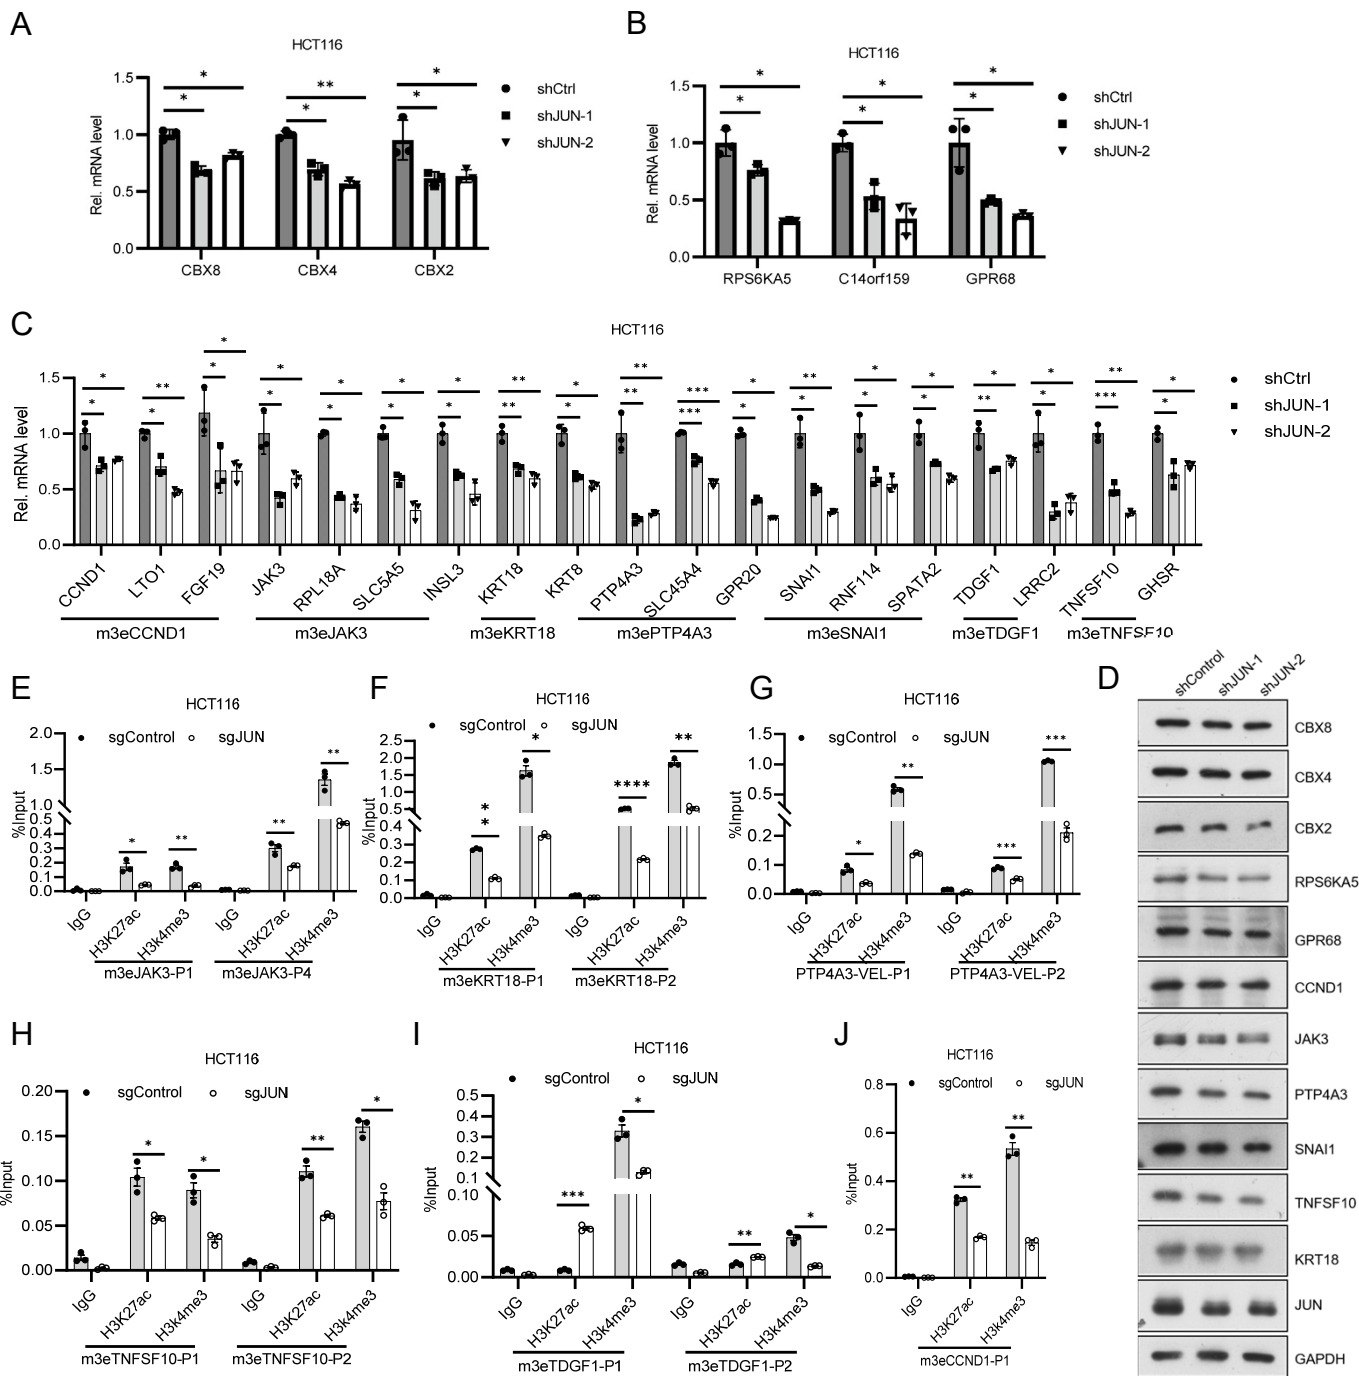 A
HCT116
Rel. mRNA level
1.5
1.0
0.5
0.0
* * * ** * *
CBX8 CBX4 CBX2
shCtrl
shJUN-1
shJUN-2
B
HCT116
Rel. mRNA level
1.5
1.0
0.5
0.0
* * * * * *
RPS6KA5 C14orf159 GPR68
shCtrl
shJUN-1
shJUN-2
C
HCT116
Rel. mRNA level
1.5
1.0
0.5
0.0
* * * ** * * * * * * * * * * ** ** * * ** ** *** *** * * * ** * * * * ** * * * *** ** * *
CCND1 LTO1 FGF19 JAK3 RPL18A SLC5A5 INSL3 KRT18 KRT8 PTP4A3 SLC45A4 GPR20 SNAI1 RNF114 SPATA2 TDGF1 LRRC2 TNFSF10 GHSR
m3eCCND1 m3eJAK3 m3eKRT18 m3ePTP4A3 m3eSNAI1 m3eTDGF1 m3eTNFSF10
shCtrl
shJUN-1
shJUN-2
E
HCT116
sgControl sgJUN
%Input
2.0
1.5
1.0
0.5
0.4
0.3
0.2
0.1
0.0
* ** ** **
IgG H3K27ac H3K4me3 IgG H3K27ac H3k4me3
m3eJAK3-P1 m3eJAK3-P4
F
HCT116
sgControl sgJUN
%Input
2.5
2.0
1.5
1.0
0.5
0.4
0.3
0.2
0.1
0.0
*
*
* **** **
IgG H3K27ac H3K4me3 IgG H3K27ac H3k4me3
m3eKRT18-P1 m3eKRT18-P2
G
HCT116
sgControl sgJUN
%Input
1.5
1.0
0.5
0.2
0.1
0.0
* ** *** ***
IgG H3K27ac H3K4me3 IgG H3K27ac H3k4me3
PTP4A3-VEL-P1 PTP4A3-VEL-P2
D
shControl shJUN-1 shJUN-2
CBX8
CBX4
CBX2
RPS6KA5
GPR68
CCND1
JAK3
PTP4A3
SNAI1
TNFSF10
KRT18
JUN
GAPDH
H
HCT116
sgControl sgJUN
%Input
0.20
0.15
0.10
0.05
0.00
* * ** *
IgG H3K27ac H3K4me3 IgG H3K27ac H3k4me3
m3eTNFSF10-P1 m3eTNFSF10-P2
I
HCT116
sgControl sgJUN
%Input
0.5
0.4
0.3
0.2
0.1
0.10
0.05
0.00
*** * ** *
IgG H3K27ac H3K4me3 IgG H3K27ac H3k4me3
m3eTDGF1-P1 m3eTDGF1-P2
J
HCT116
sgControl sgJUN
%Input
0.8
0.6
0.4
0.2
0.0
** **
IgG H3K27ac H3k4me3
m3eCCND1-P1